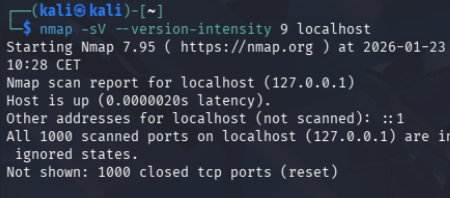 ┌──(kali㉿kali)-[~]
└─$ nmap -sV --version-intensity 9 localhost
Starting Nmap 7.95 ( https://nmap.org ) at 2026-01-23
10:28 CET
Nmap scan report for localhost (127.0.0.1)
Host is up (0.0000020s latency).
Other addresses for localhost (not scanned): ::1
All 1000 scanned ports on localhost (127.0.0.1) are in
ignored states.
Not shown: 1000 closed tcp ports (reset)